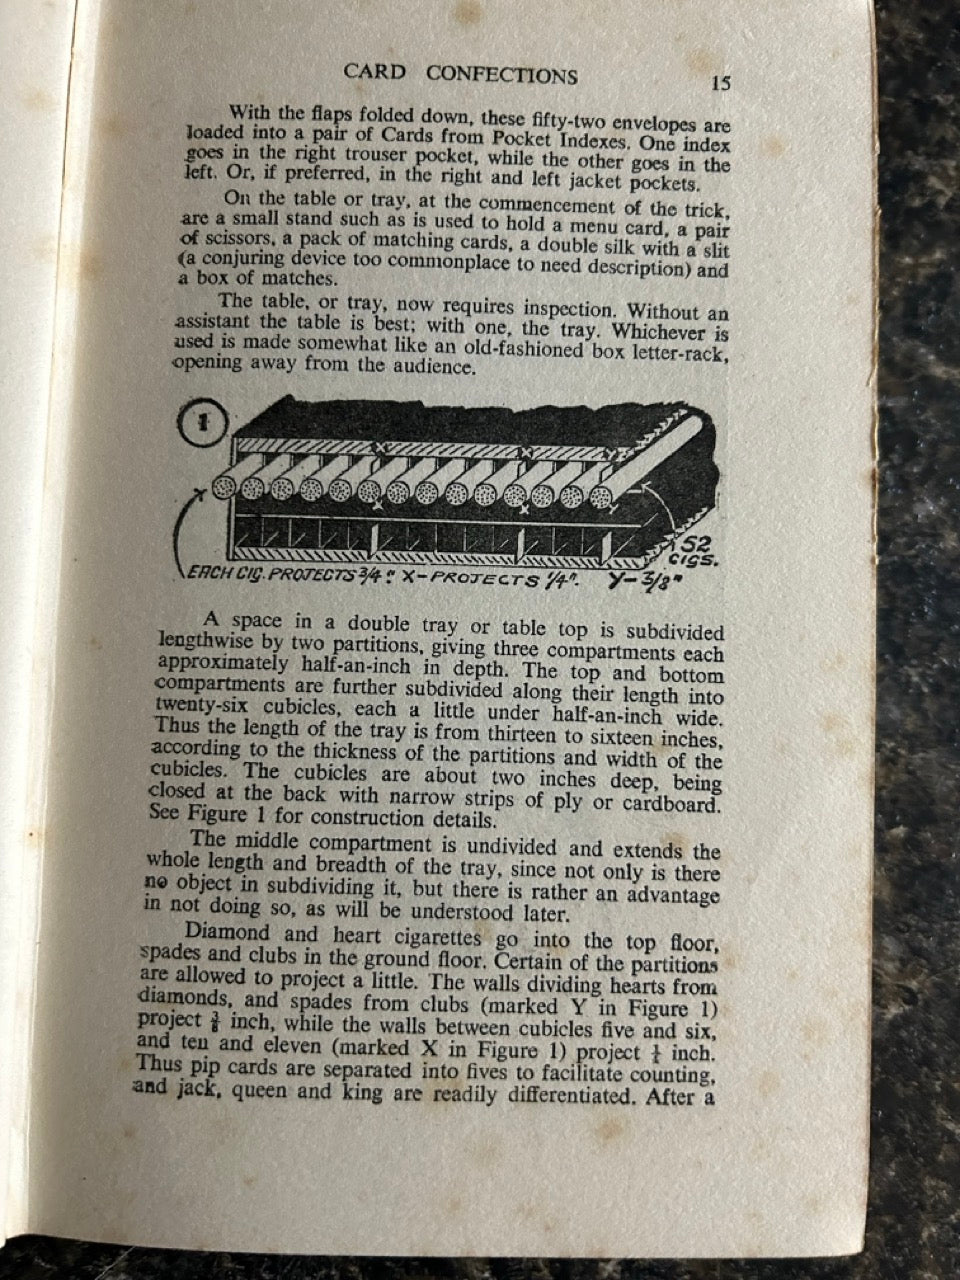 CARD CONFECTIONS
15
With the flaps folded down, these fifty-two envelopes are
loaded into a pair of Cards from Pocket Indexes. One index
goes in the right trouser pocket, while the other goes in the
left. Or, if preferred, in the right and left jacket pockets.
On the table or tray, at the commencement of the trick,
are a small stand such as is used to hold a menu card, a pair
of scissors, a pack of matching cards, a double silk with a slit
(a conjuring device too commonplace to need description) and
a box of matches.
The table, or tray, now requires inspection. Without an
assistant the table is best; with one, the tray. Whichever is
used is made somewhat like an old-fashioned box letter-rack,
opening away from the audience.
1
X
X
Y
X
X
Y
52
CIGS.
EACH CIG. PROJECTS 3/4". X-PROJECTS 1/4". Y-3/8"
A space in a double tray or table top is subdivided
lengthwise by two partitions, giving three compartments each
approximately half-an-inch in depth. The top and bottom
compartments are further subdivided along their length into
twenty-six cubicles, each a little under half-an-inch wide.
Thus the length of the tray is from thirteen to sixteen inches,
according to the thickness of the partitions and width of the
cubicles. The cubicles are about two inches deep, being
closed at the back with narrow strips of ply or cardboard.
See Figure 1 for construction details.
The middle compartment is undivided and extends the
whole length and breadth of the tray, since not only is there
no object in subdividing it, but there is rather an advantage
in not doing so, as will be understood later.
Diamond and heart cigarettes go into the top floor,
spades and clubs in the ground floor. Certain of the partitions
are allowed to project a little. The walls dividing hearts from
diamonds, and spades from clubs (marked Y in Figure 1)
project ⅜ inch, while the walls between cubicles five and six,
and ten and eleven (marked X in Figure 1) project ¼ inch.
Thus pip cards are separated into fives to facilitate counting,
and jack, queen and king are readily differentiated. After a